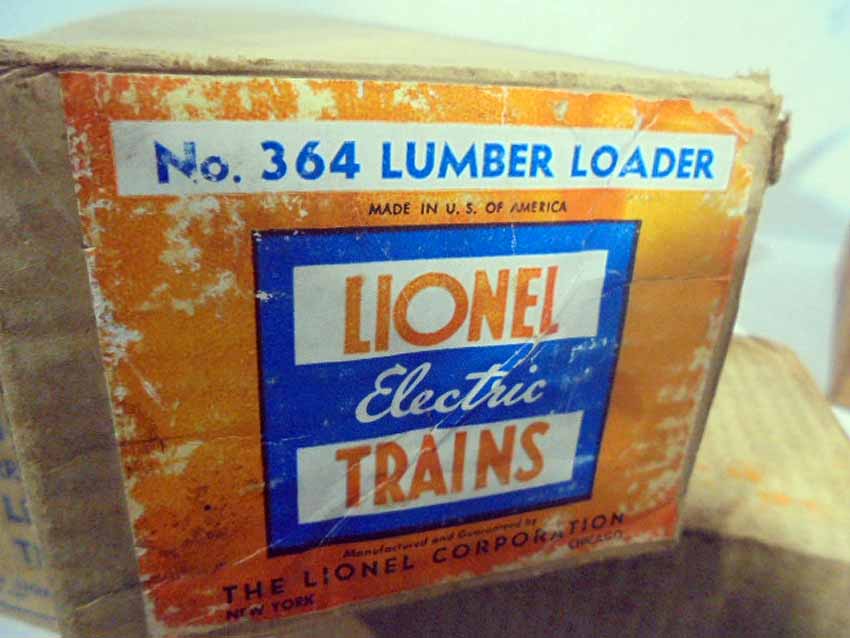 No. 364 LUMBER LOADER
MADE IN U. S. OF AMERICA
LIONEL
Electric
TRAINS
Manufactured and Guaranteed by
THE LIONEL CORPORATION
NEW YORK CHICAGO